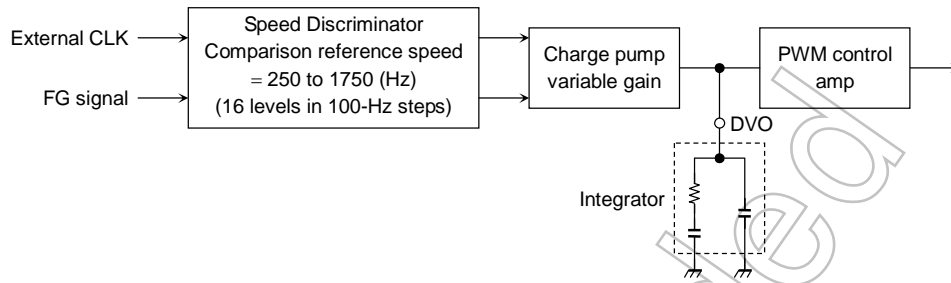 External CLK
FG signal
Speed Discriminator
Comparison reference speed
= 250 to 1750 (Hz)
(16 levels in 100-Hz steps)
Charge pump
variable gain
PWM control
amp
DVO
Integrator
ded